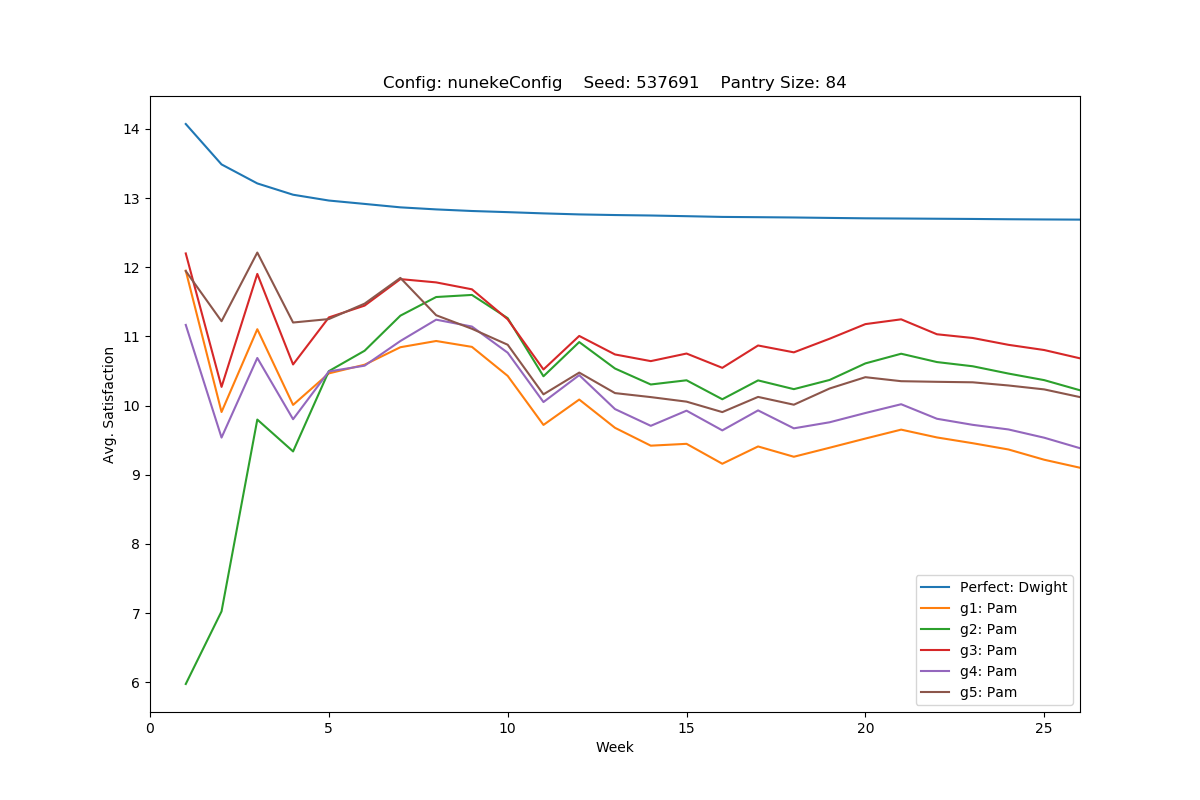 Config: nunekeConfig    Seed: 537691    Pantry Size: 84
14
13
12
11
10
9
8
7
6
Avg. Satisfaction
0 5 10 15 20 25
Week
Perfect: Dwight
g1: Pam
g2: Pam
g3: Pam
g4: Pam
g5: Pam